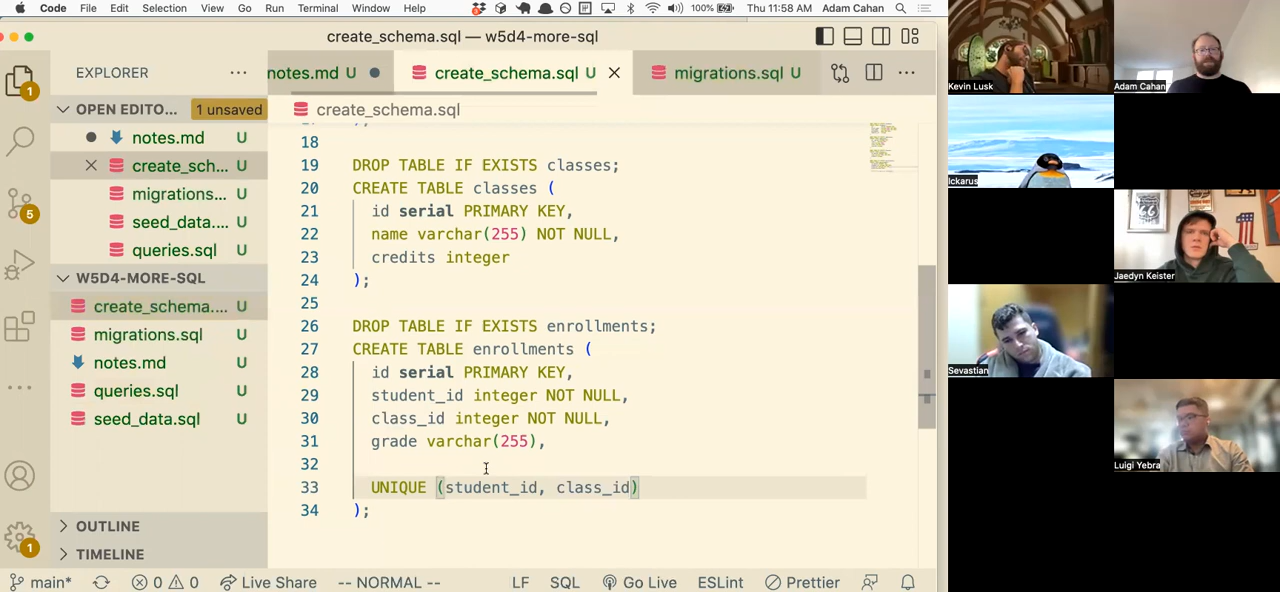 Code File Edit Selection View Go Run Terminal Window Help 100% Thu 11:58 AM Adam Cahan
create_schema.sql — w5d4-more-sql
EXPLORER
notes.md U
create_schema.sql U
migrations.sql U
OPEN EDITO... 1 unsaved
create_schema.sql
notes.md U
create_sch... U
migrations... U
seed_data.... U
queries.sql U
W5D4-MORE-SQL
create_schema.... U
migrations.sql U
notes.md U
queries.sql U
seed_data.sql U
OUTLINE
TIMELINE
1
5
1
18
19 DROP TABLE IF EXISTS classes;
20 CREATE TABLE classes (
21 id serial PRIMARY KEY,
22 name varchar(255) NOT NULL,
23 credits integer
24 );
25
26 DROP TABLE IF EXISTS enrollments;
27 CREATE TABLE enrollments (
28 id serial PRIMARY KEY,
29 student_id integer NOT NULL,
30 class_id integer NOT NULL,
31 grade varchar(255),
32
33 UNIQUE (student_id, class_id)
34 );
main* 0 0 Live Share -- NORMAL -- LF SQL Go Live ESLint Prettier
Kevin Lusk
Adam Cahan
Ickarus
Jaedyn Keister
Sevastian
Luigi Yebra